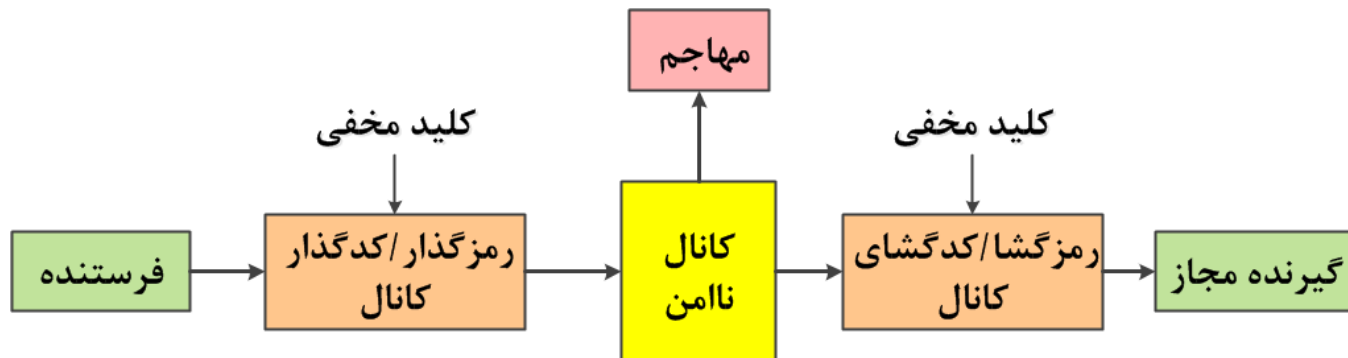 مهاجم
کلید مخفی
کلید مخفی
فرستنده
رمزگذار/کدگذار
کانال
کانال
ناامن
رمزگشا/کدگشای
کانال
گیرنده مجاز